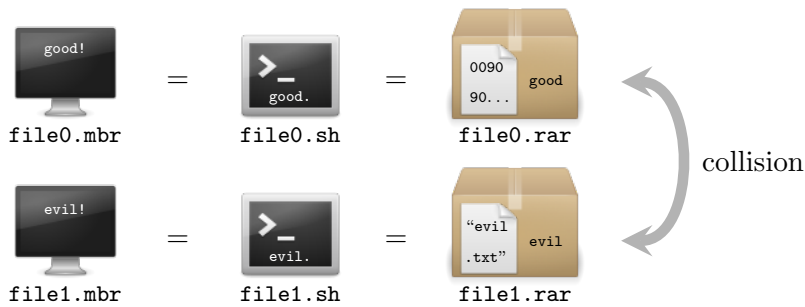 good!
=
>_
good.
=
0090
90...
good
file0.mbr
file0.sh
file0.rar
collision
evil!
=
>_
evil.
=
“evil
.txt”
evil
file1.mbr
file1.sh
file1.rar